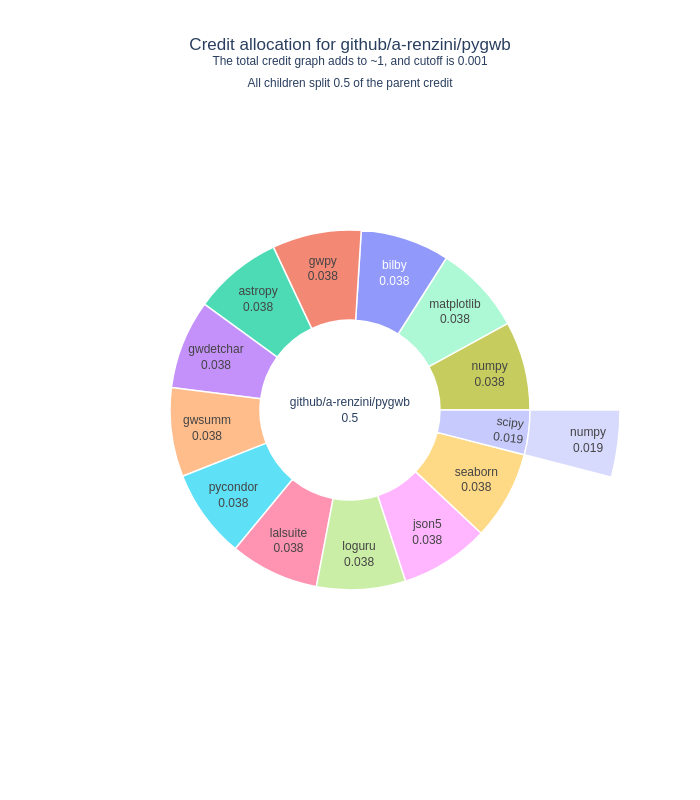 Credit allocation for github/a-renzini/pygwb
The total credit graph adds to ~1, and cutoff is 0.001
All children split 0.5 of the parent credit
gwpy
0.038
bilby
0.038
astropy
0.038
matplotlib
0.038
gwdetchar
0.038
numpy
0.038
github/a-renzini/pygwb
0.5
gwsumm
0.038
scipy
0.019
numpy
0.019
pycondor
0.038
seaborn
0.038
lalsuite
0.038
loguru
0.038
json5
0.038